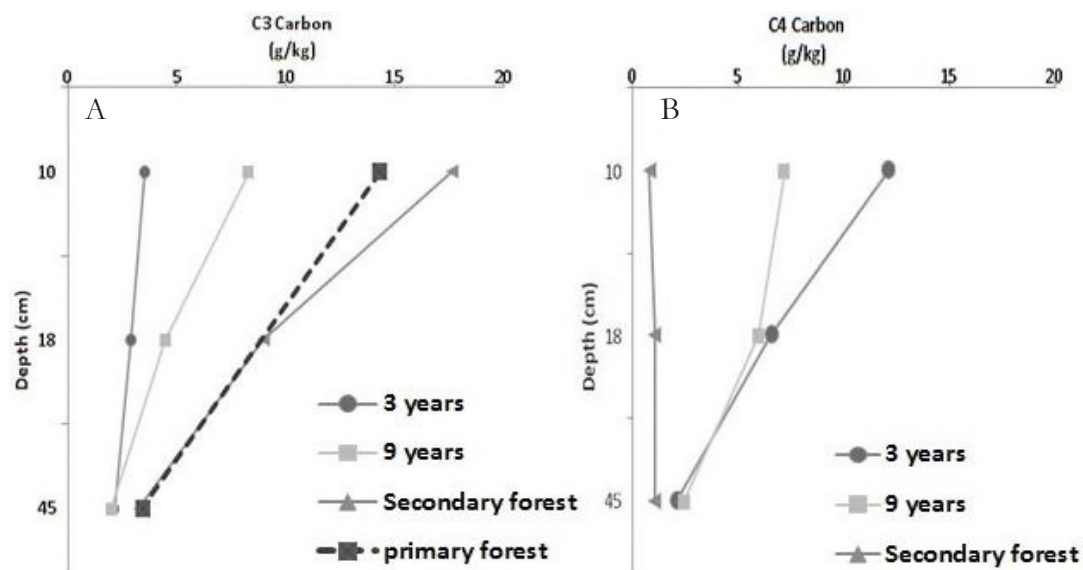 C3 Carbon
(g/kg)
0 5 10 15 20
A
10
18
45
Depth (cm)
3 years
9 years
Secondary forest
primary forest
C4 Carbon
(g/kg)
0 5 10 15 20
B
10
18
45
Depth (cm)
3 years
9 years
Secondary forest